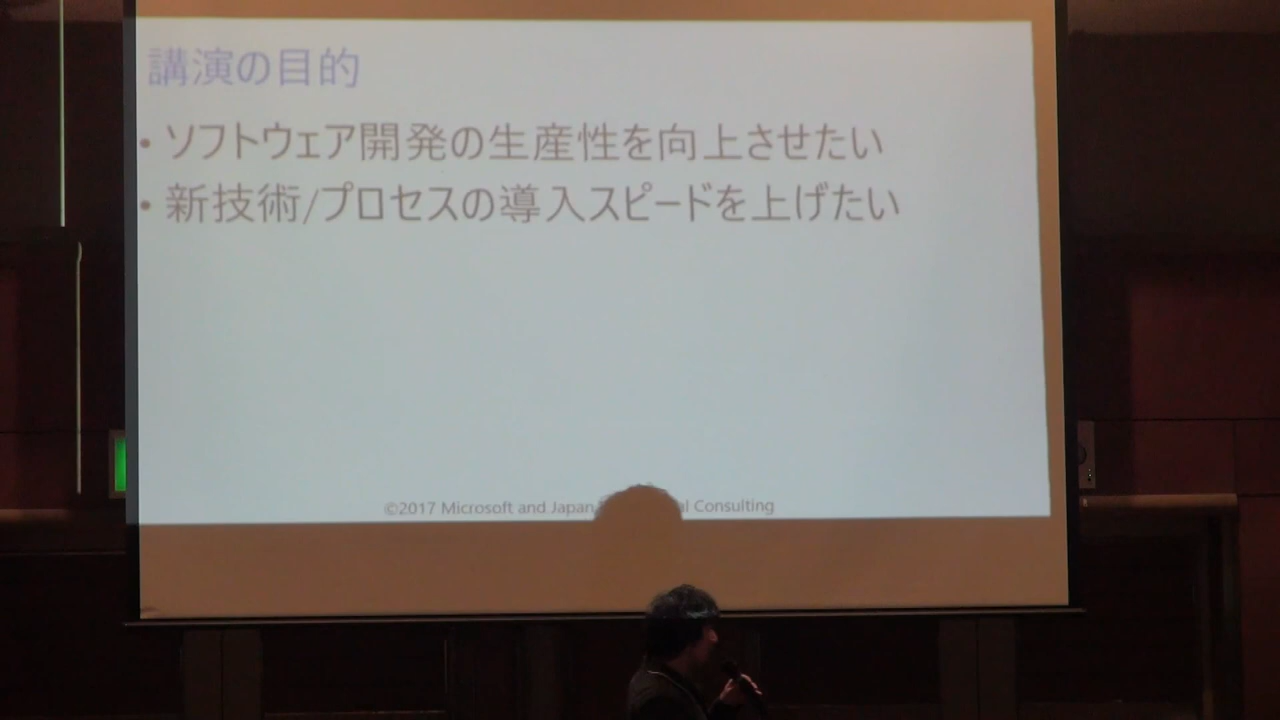 講演の目的
• ソフトウェア開発の生産性を向上させたい
• 新技術/プロセスの導入スピードを上げたい
©2017 Microsoft and Japan al Consulting